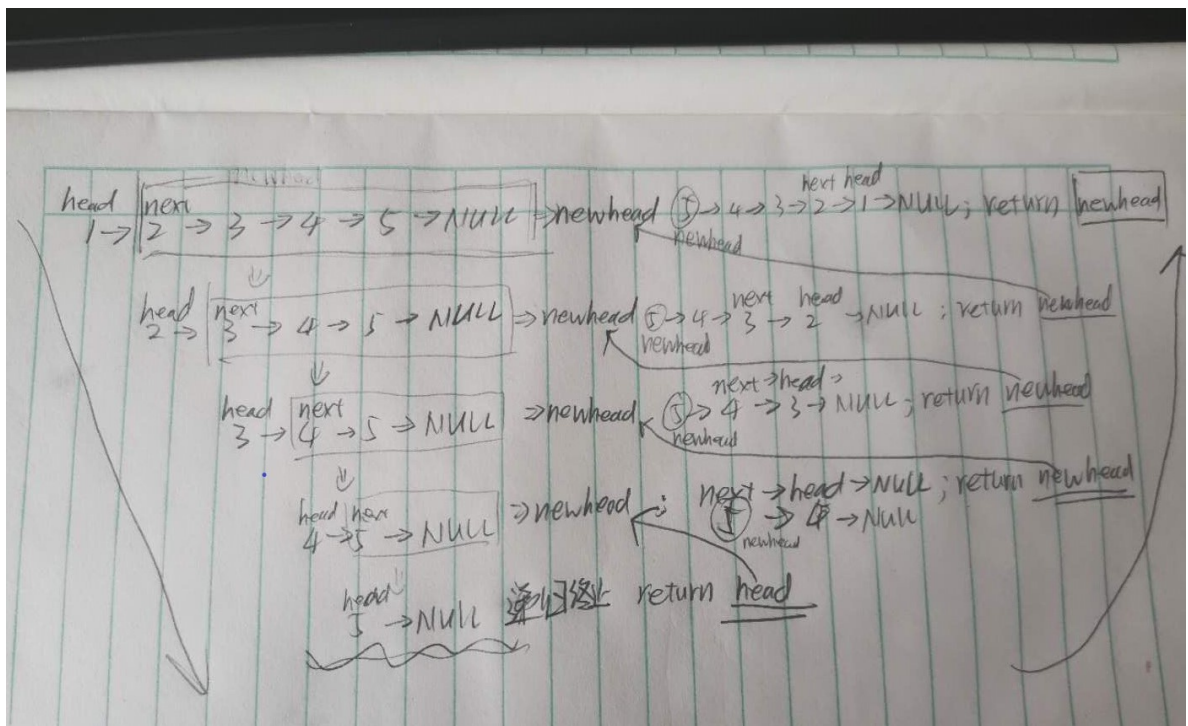 newhead
next head
head next
1 → 2 → 3 → 4 → 5 → NULL ⇒ newhead ⑤ → 4 → 3 → 2 → 1 → NULL; return newhead
newhead
head next next head
2 → 3 → 4 → 5 → NULL ⇒ newhead ⑤ → 4 → 3 → 2 → NULL; return newhead
newhead
head next next → head →
3 → 4 → 5 → NULL ⇒ newhead ⑤ → 4 → 3 → NULL; return newhead
newhead
head next next → head → NULL; return newhead
4 → 5 → NULL ⇒ newhead; ⑤ → 4 → NULL
newhead
head
5 → NULL 递归终止 return head